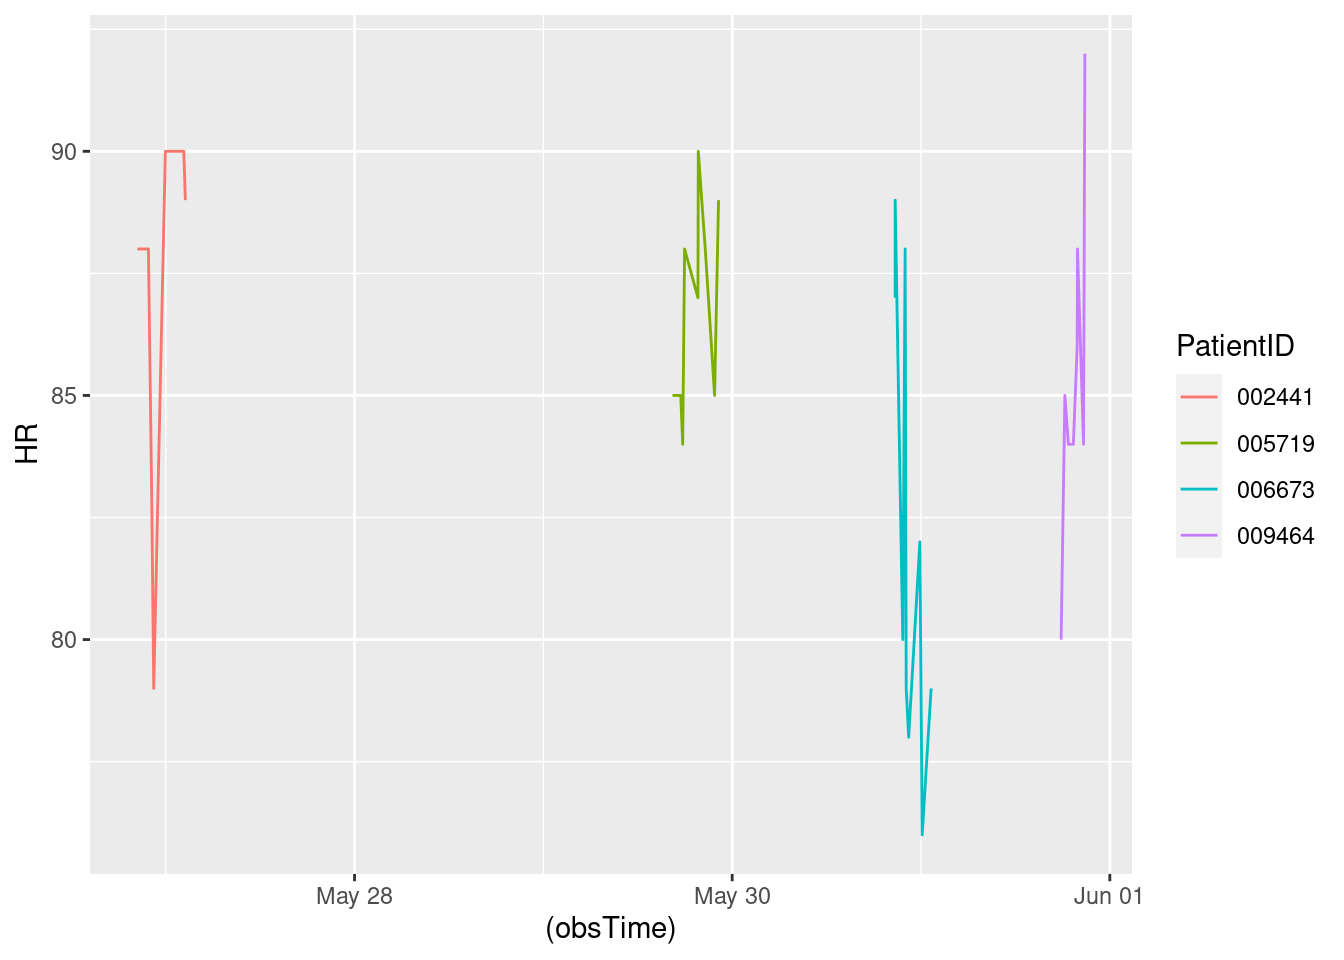 90
85
80
HR
May 28
May 30
Jun 01
(obsTime)
PatientID
002441
005719
006673
009464